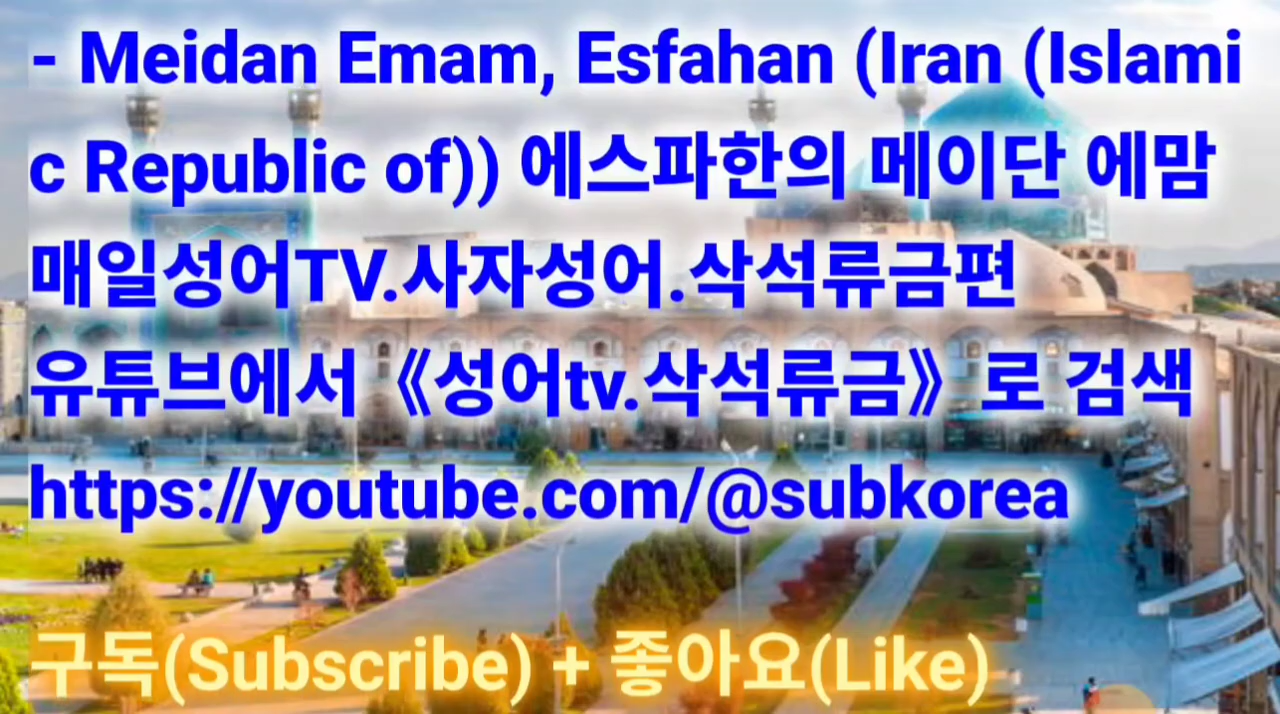 - Meidan Emam, Esfahan (Iran (Islami
c Republic of)) 에스파한의 메이단 에맘
매일성어TV.사자성어.삭석류금편
유튜브에서《성어tv.삭석류금》로 검색
https://youtube.com/@subkorea
구독(Subscribe) + 좋아요(Like)